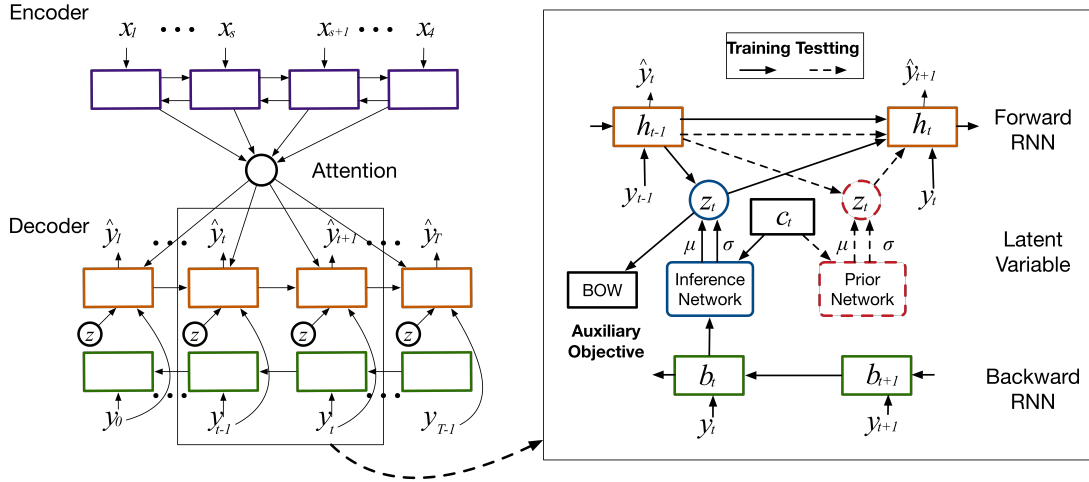 Encoder
x1 • • • xs xs+1 • • • x4
Attention
Decoder
ŷ1 • • • ŷt ŷt+1 • • • ŷT
z z z z
• • • • • •
y0 yt-1 yt yT-1
Training Testting
ŷt ŷt+1
ht-1 ht
Forward
RNN
yt-1 yt
zt zt
ct
μ σ μ σ
Latent
Variable
BOW
Inference
Network
Prior
Network
Auxiliary
Objective
bt bt+1
Backward
RNN
yt yt+1